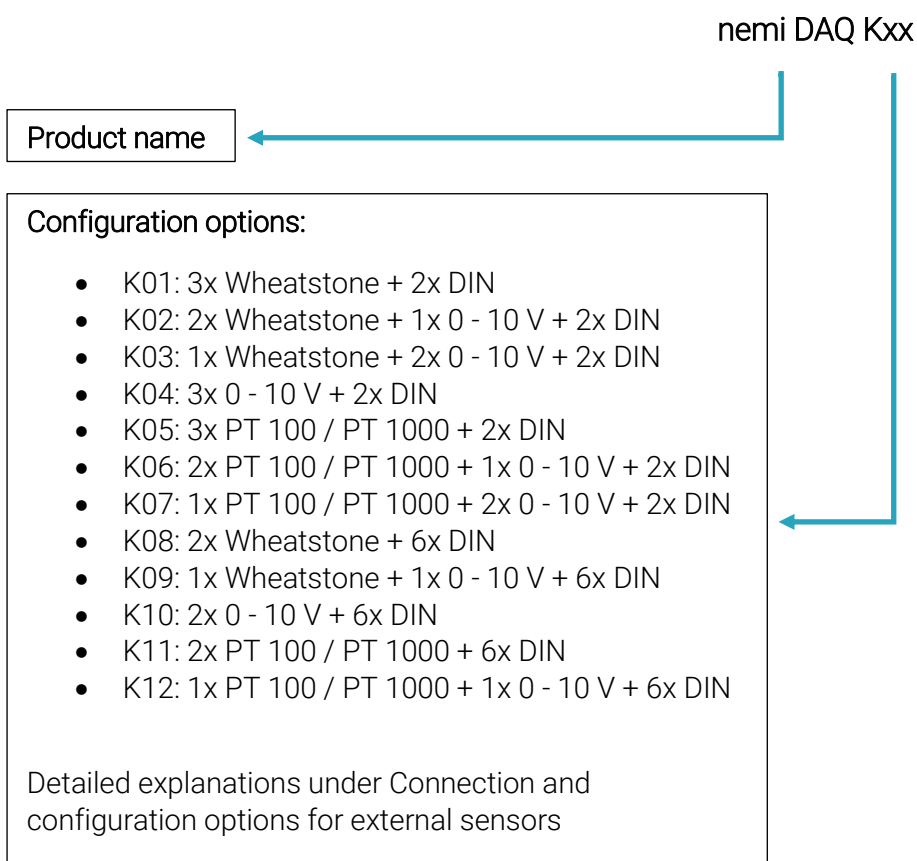 nemi DAQ Kxx
Product name
Configuration options:
• K01: 3x Wheatstone + 2x DIN
• K02: 2x Wheatstone + 1x 0 - 10 V + 2x DIN
• K03: 1x Wheatstone + 2x 0 - 10 V + 2x DIN
• K04: 3x 0 - 10 V + 2x DIN
• K05: 3x PT 100 / PT 1000 + 2x DIN
• K06: 2x PT 100 / PT 1000 + 1x 0 - 10 V + 2x DIN
• K07: 1x PT 100 / PT 1000 + 2x 0 - 10 V + 2x DIN
• K08: 2x Wheatstone + 6x DIN
• K09: 1x Wheatstone + 1x 0 - 10 V + 6x DIN
• K10: 2x 0 - 10 V + 6x DIN
• K11: 2x PT 100 / PT 1000 + 6x DIN
• K12: 1x PT 100 / PT 1000 + 1x 0 - 10 V + 6x DIN
Detailed explanations under Connection and
configuration options for external sensors